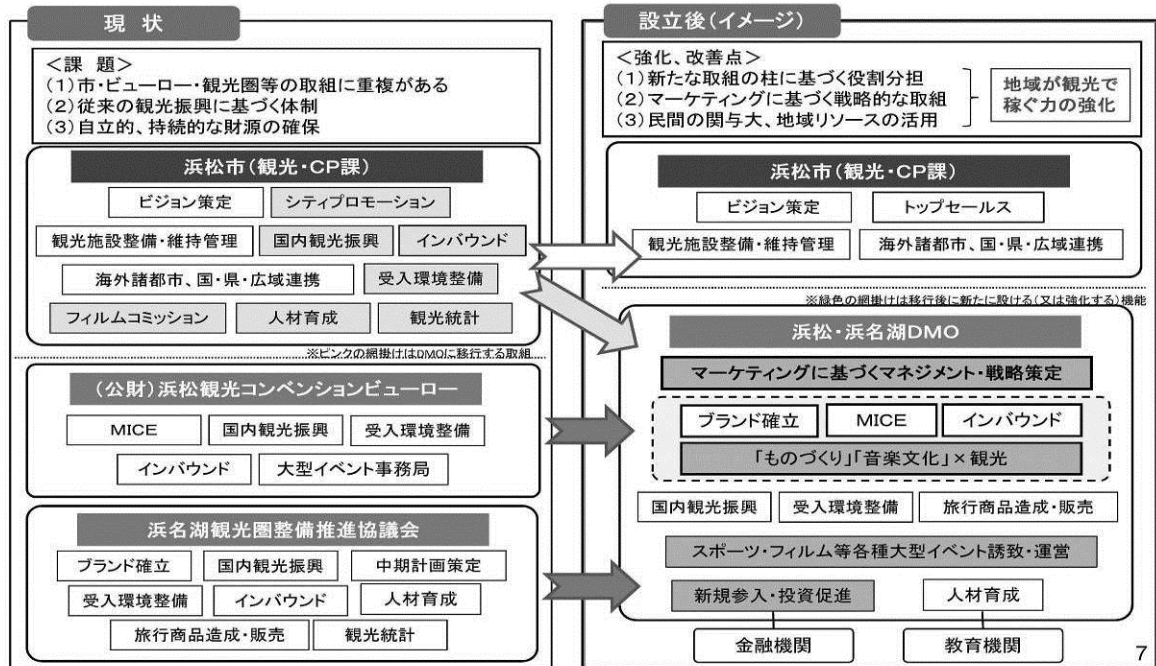 現 状
＜課 題＞
(1)市・ビューロー・観光圏等の取組に重複がある
(2)従来の観光振興に基づく体制
(3)自立的、持続的な財源の確保
浜松市(観光・CP課)
ビジョン策定
シティプロモーション
観光施設整備・維持管理
国内観光振興
インバウンド
海外諸都市、国・県・広域連携
受入環境整備
フィルムコミッション
人材育成
観光統計
※ピンクの網掛けはDMOに移行する取組
(公財)浜松観光コンベンションビューロー
MICE
国内観光振興
受入環境整備
インバウンド
大型イベント事務局
浜名湖観光圏整備推進協議会
ブランド確立
国内観光振興
中期計画策定
受入環境整備
インバウンド
人材育成
旅行商品造成・販売
観光統計
設立後(イメージ)
＜強化、改善点＞
(1)新たな取組の柱に基づく役割分担
(2)マーケティングに基づく戦略的な取組
(3)民間の関与大、地域リソースの活用
地域が観光で
稼ぐ力の強化
浜松市(観光・CP課)
ビジョン策定
トップセールス
観光施設整備・維持管理
海外諸都市、国・県・広域連携
※緑色の網掛けは移行後に新たに設ける(又は強化する)機能
浜松・浜名湖DMO
マーケティングに基づくマネジメント・戦略策定
ブランド確立
MICE
インバウンド
「ものづくり」「音楽文化」×観光
国内観光振興
受入環境整備
旅行商品造成・販売
スポーツ・フィルム等各種大型イベント誘致・運営
新規参入・投資促進
人材育成
金融機関
教育機関
7